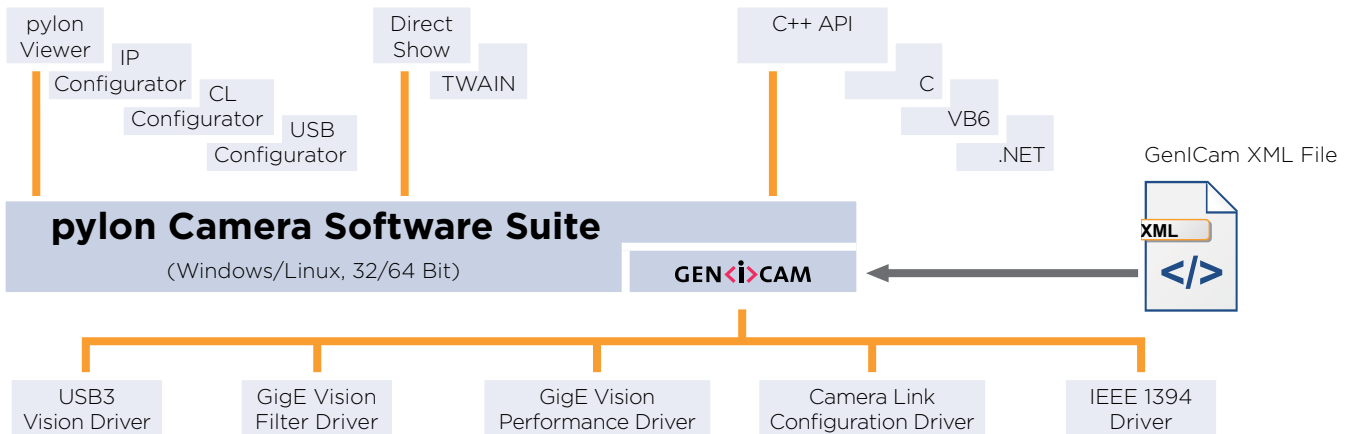 pylon
Viewer
IP
Configurator
CL
Configurator
USB
Configurator
Direct
Show
TWAIN
C++ API
C
VB6
.NET
GenICam XML File
XML
</>
pylon Camera Software Suite
(Windows/Linux, 32/64 Bit)
GEN<i>CAM
USB3
Vision Driver
GigE Vision
Filter Driver
GigE Vision
Performance Driver
Camera Link
Configuration Driver
IEEE 1394
Driver